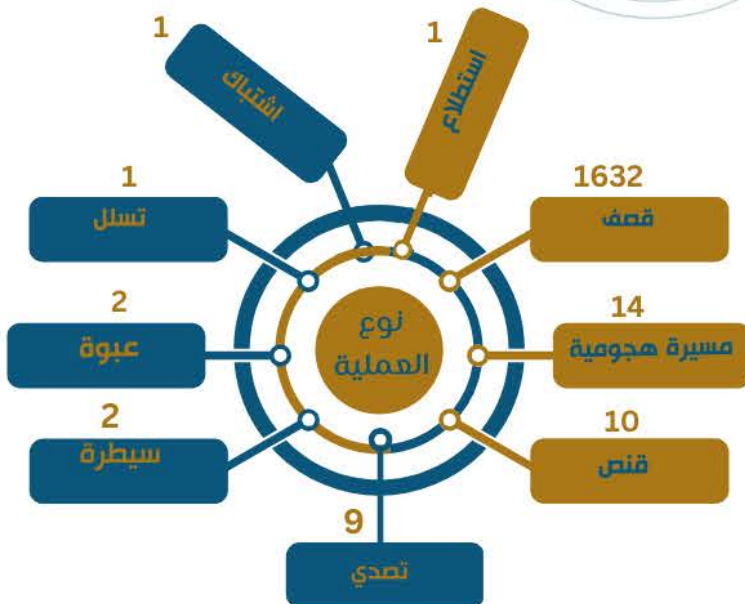 1
استطلاع
1
اشتباك
1632
قصف
1
تسلل
14
مسيرة هجومية
2
عبوة
نوع
العملية
10
قنص
2
سيطرة
9
تصدي